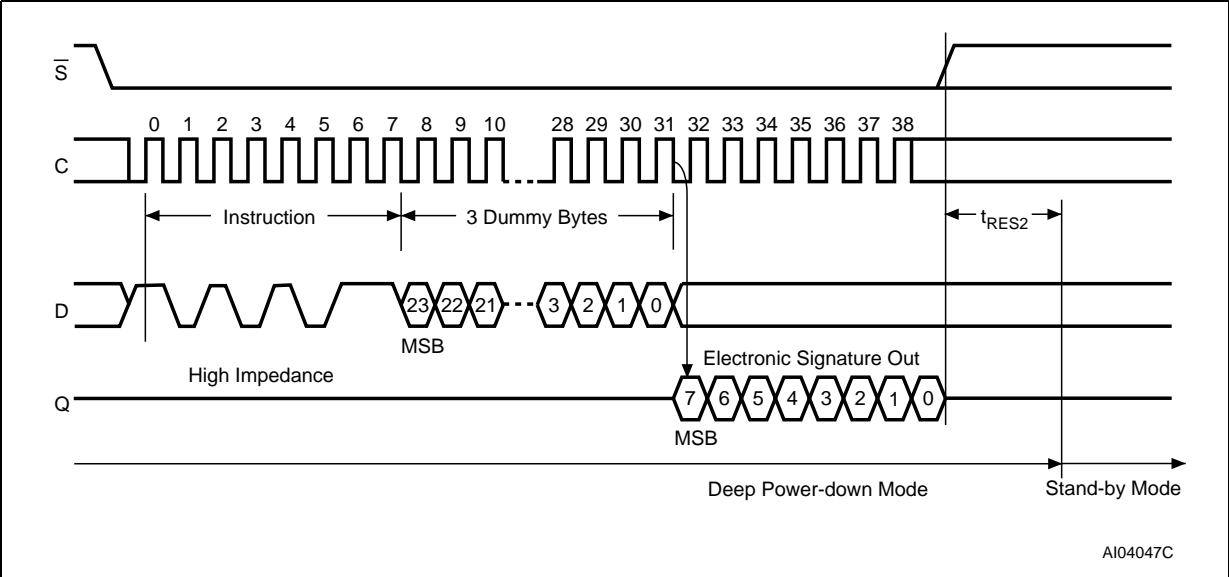 S
0 1 2 3 4 5 6 7 8 9 10 28 29 30 31 32 33 34 35 36 37 38
C
Instruction 3 Dummy Bytes tRES2
D 23 22 21 3 2 1 0
MSB
High Impedance Electronic Signature Out
Q 7 6 5 4 3 2 1 0
MSB
Deep Power-down Mode Stand-by Mode
AI04047C